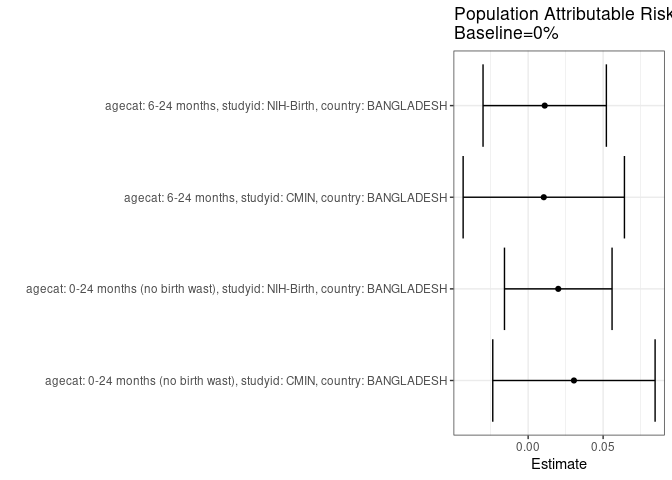 Population Attributable Risk
Baseline=0%
agecat: 6-24 months, studyid: NIH-Birth, country: BANGLADESH
agecat: 6-24 months, studyid: CMIN, country: BANGLADESH
agecat: 0-24 months (no birth wast), studyid: NIH-Birth, country: BANGLADESH
agecat: 0-24 months (no birth wast), studyid: CMIN, country: BANGLADESH
0.00 0.05
Estimate